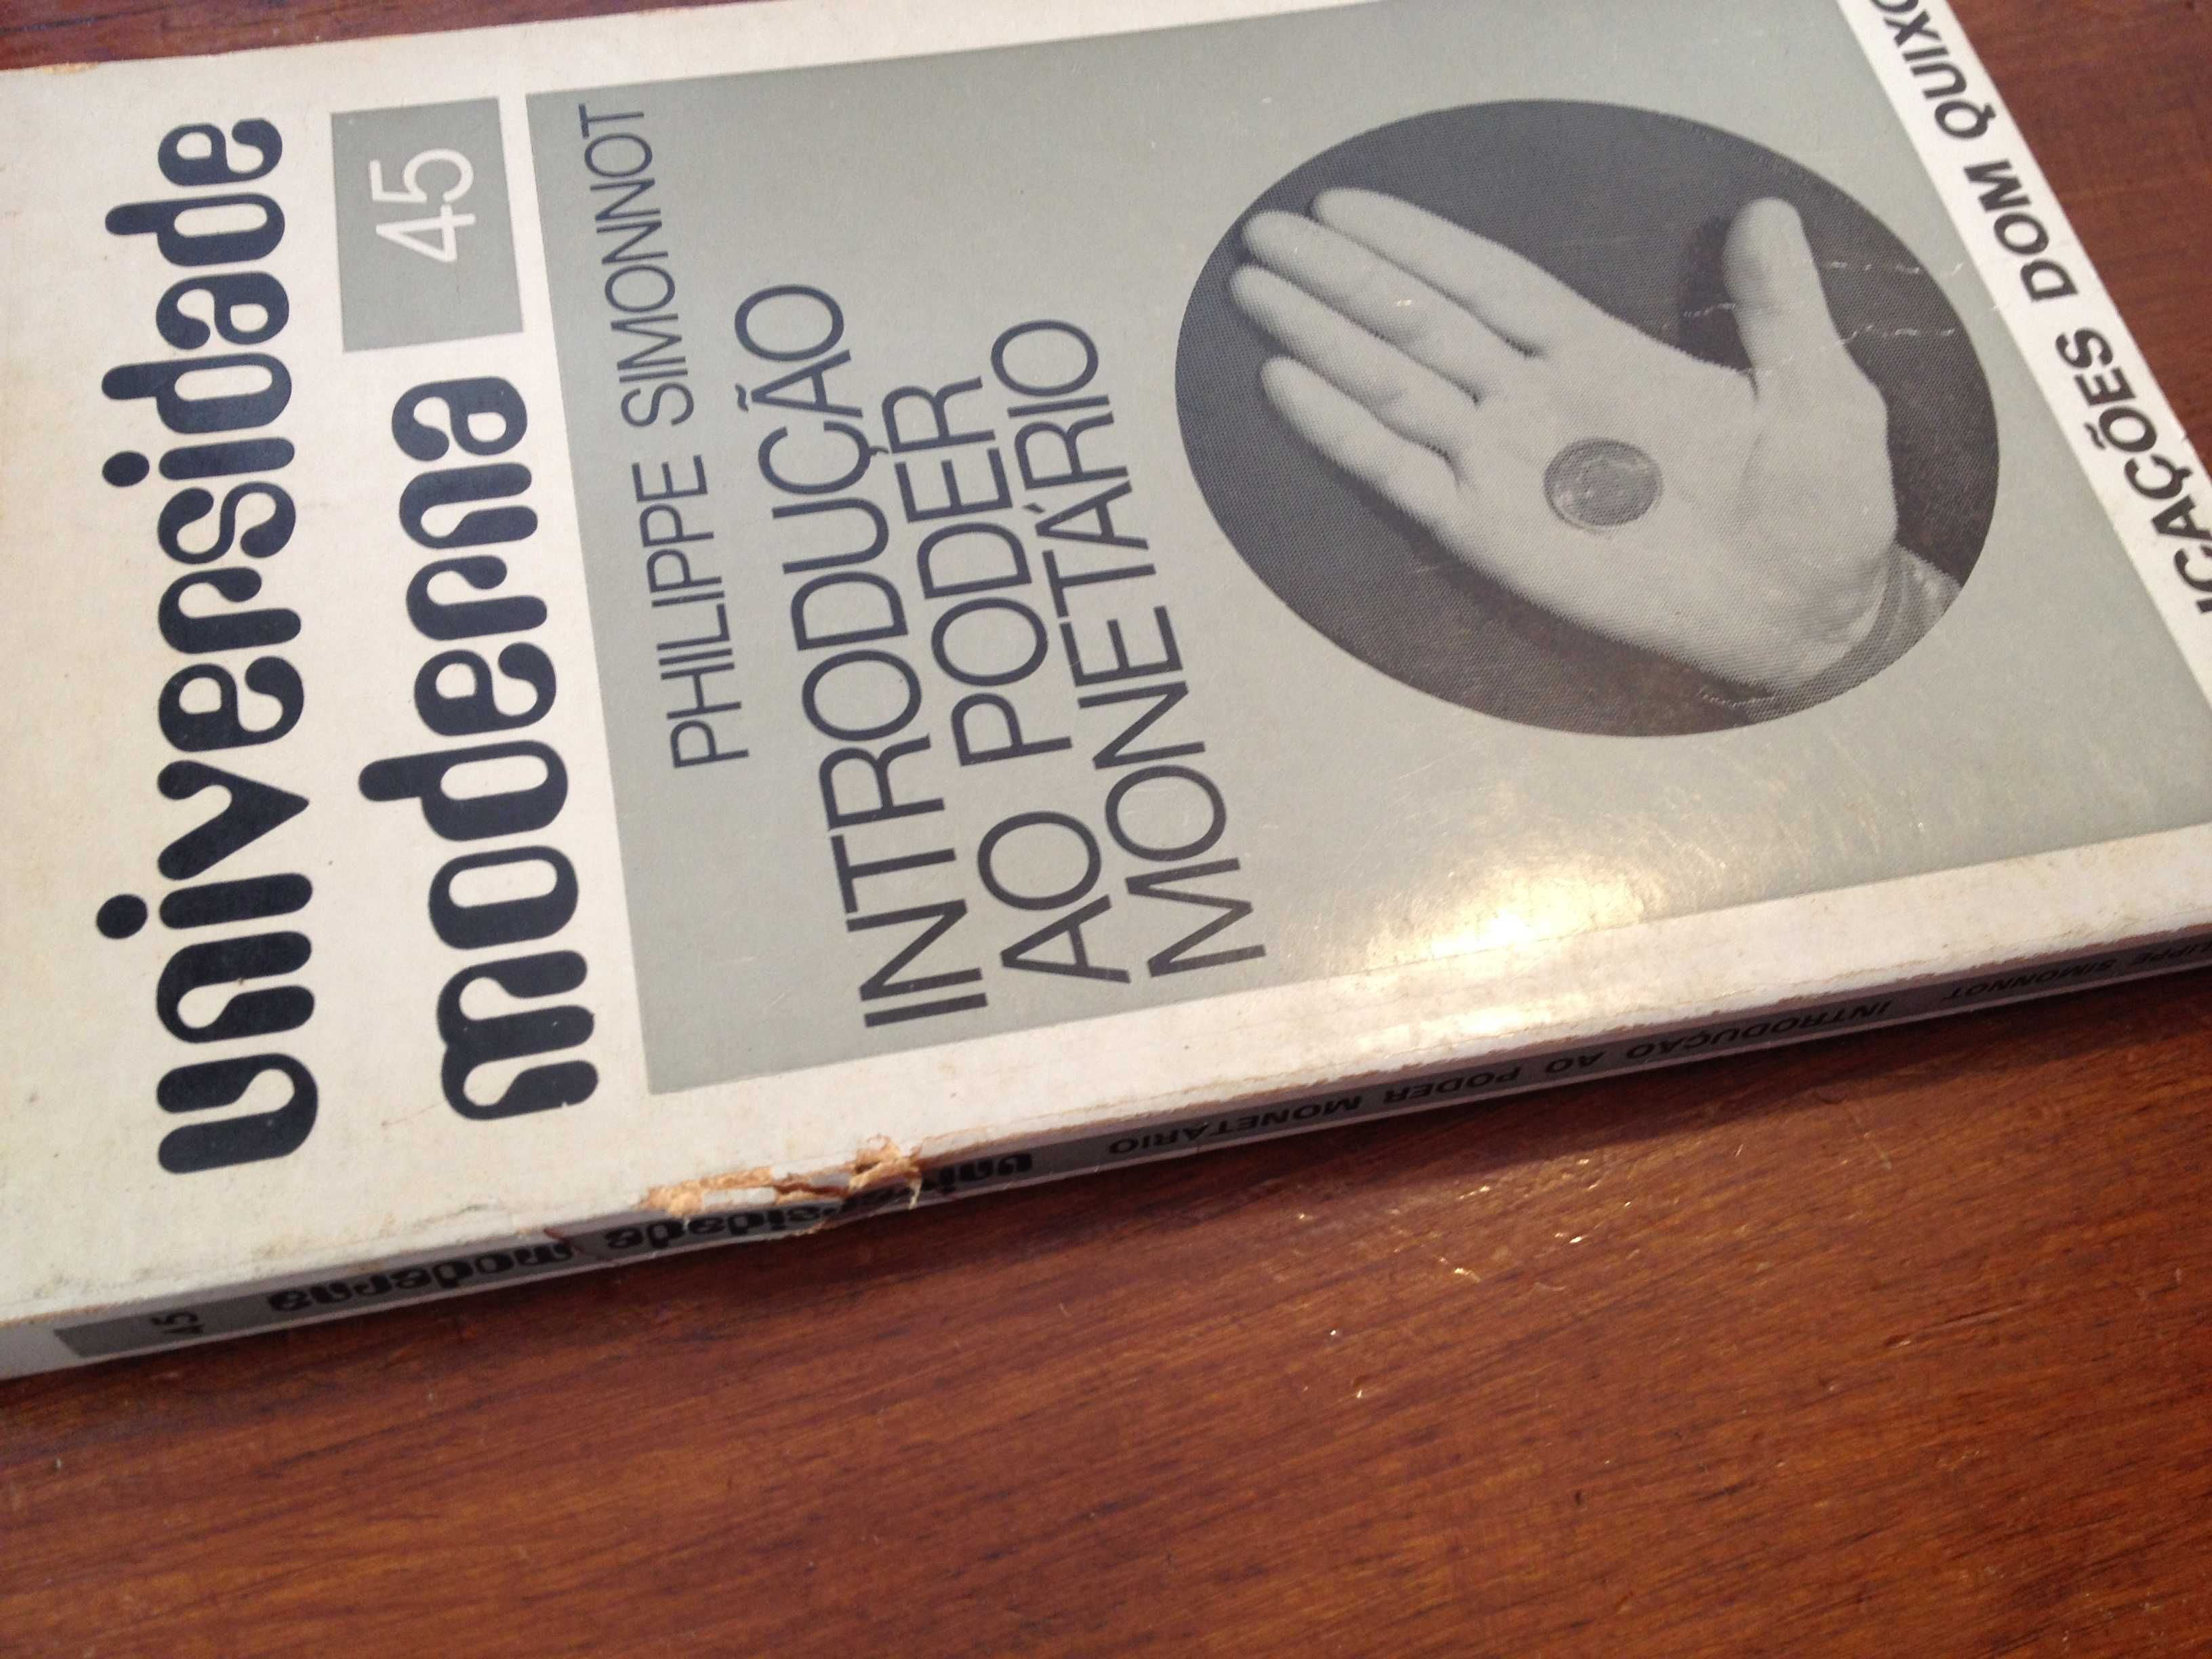 universidade
moderna 45
PHILIPPE SIMONNOT
INTRODUÇÃO
AO PODER
MONETÁRIO
ICAÇÕES DOM QUIXO
45 moderna universidade INTRODUÇÃO AO PODER MONETÁRIO LIPPE SIMONNOT